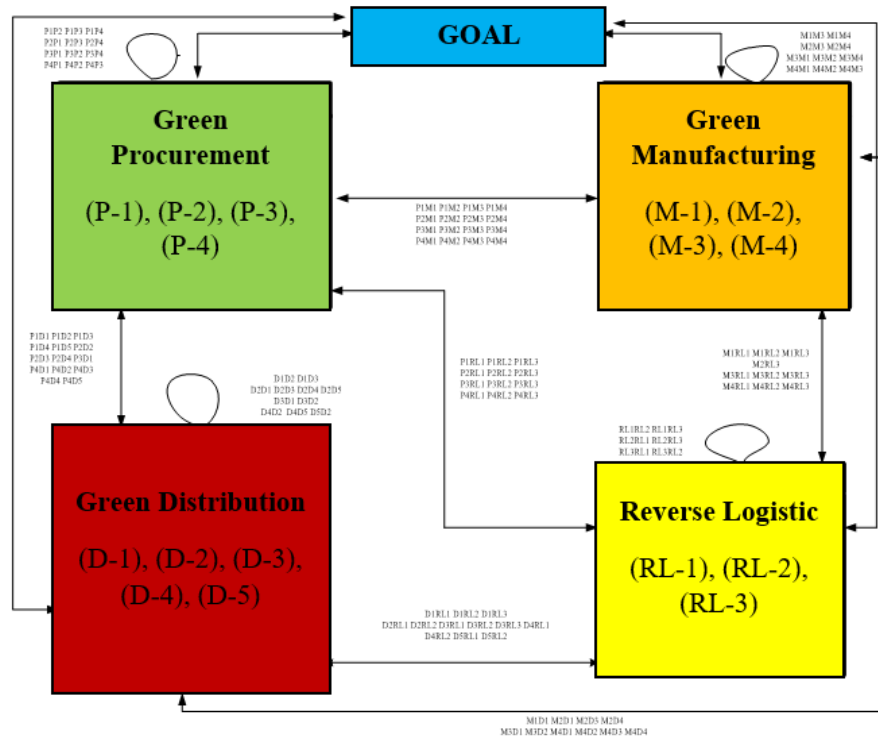 GOAL
P1P2 P1P3 P1P4
P2P1 P2P3 P2P4
P3P1 P3P2 P3P4
P4P1 P4P2 P4P3
M1M3 M1M4
M2M3 M2M4
M3M1 M3M2 M3M4
M4M1 M4M2 M4M3
Green
Procurement
(P-1), (P-2), (P-3),
(P-4)
Green
Manufacturing
(M-1), (M-2),
(M-3), (M-4)
P1M1 P1M2 P1M3 P1M4
P2M1 P2M2 P2M3 P2M4
P3M1 P3M2 P3M3 P3M4
P4M1 P4M2 P4M3 P4M4
P1D1 P1D2 P1D3
P1D4 P1D5 P2D2
P2D3 P2D4 P3D1
P4D1 P4D2 P4D3
P4D4 P4D5
P1RL1 P1RL2 P1RL3
P2RL1 P2RL2 P2RL3
P3RL1 P3RL2 P3RL3
P4RL1 P4RL2 P4RL3
M1RL1 M1RL2 M1RL3
M2RL3
M3RL1 M3RL2 M3RL3
M4RL1 M4RL2 M4RL3
D1D2 D1D3
D2D1 D2D3 D2D4 D2D5
D3D1 D3D2
D4D2 D4D5 D5D2
RL1RL2 RL1RL3
RL2RL1 RL2RL3
RL3RL1 RL3RL2
Green Distribution
(D-1), (D-2), (D-3),
(D-4), (D-5)
Reverse Logistic
(RL-1), (RL-2),
(RL-3)
D1RL1 D1RL2 D1RL3
D2RL1 D2RL2 D3RL1 D3RL2 D3RL3 D4RL1
D4RL2 D5RL1 D5RL2
M1D1 M2D1 M2D3 M2D4
M3D1 M3D2 M4D1 M4D2 M4D3 M4D4